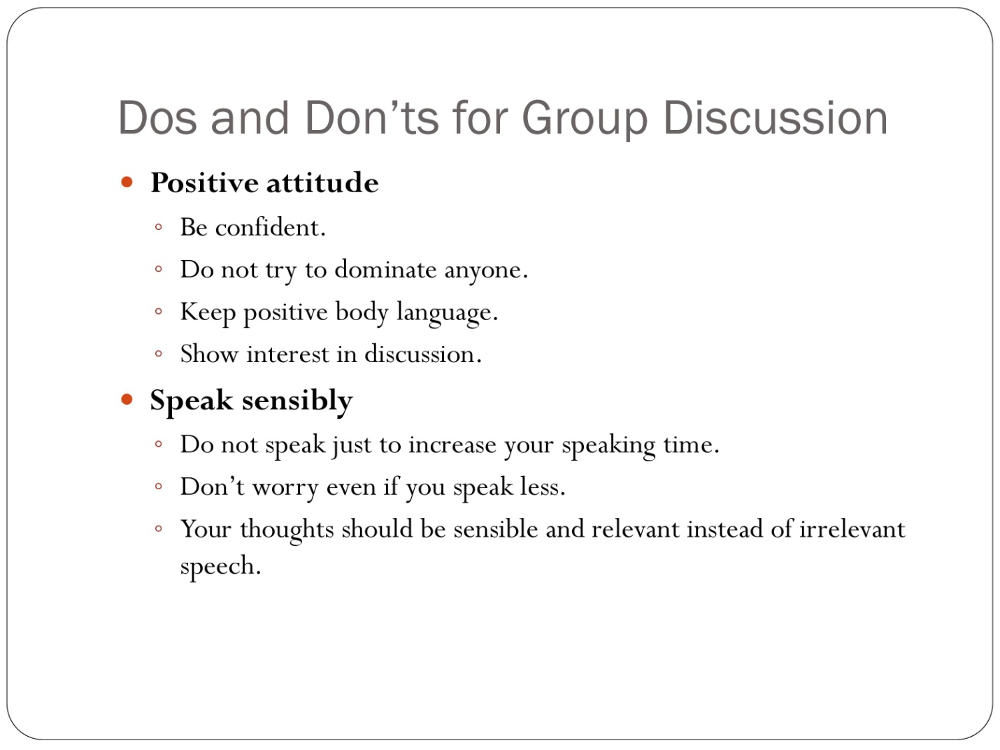 Dos and Don’ts for Group Discussion
• Positive attitude
◦ Be confident.
◦ Do not try to dominate anyone.
◦ Keep positive body language.
◦ Show interest in discussion.
• Speak sensibly
◦ Do not speak just to increase your speaking time.
◦ Don’t worry even if you speak less.
◦ Your thoughts should be sensible and relevant instead of irrelevant
speech.